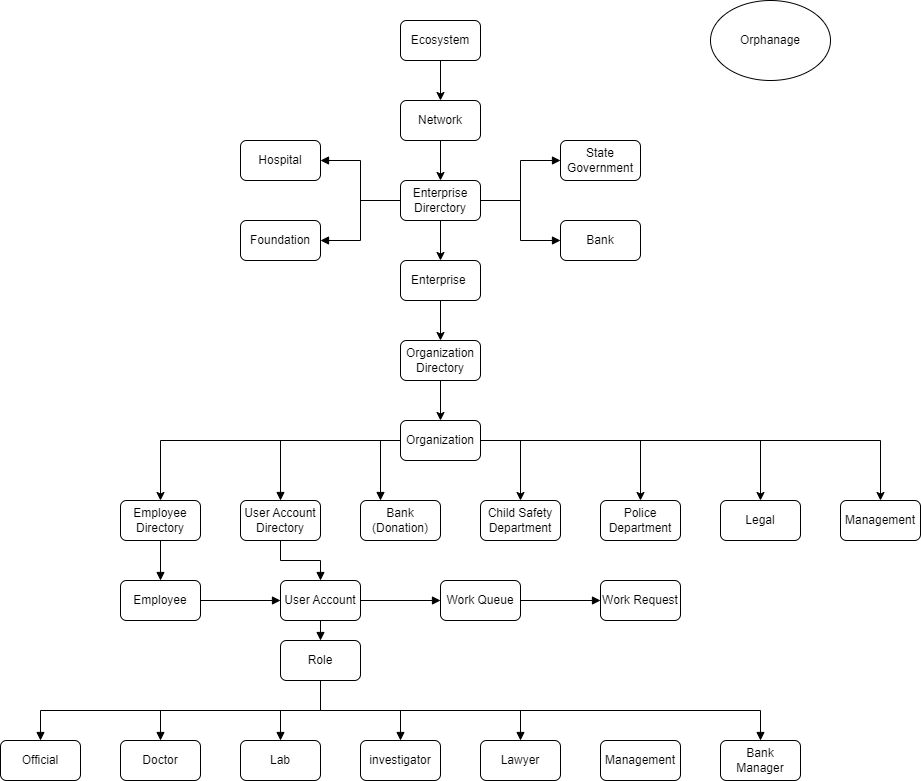 Ecosystem
Orphanage
Network
Hospital
State
Government
Enterprise
Direrctory
Foundation
Bank
Enterprise
Organization
Directory
Organization
Employee
Directory
User Account
Directory
Bank
(Donation)
Child Safety
Department
Police
Department
Legal
Management
Employee
User Account
Work Queue
Work Request
Role
Official
Doctor
Lab
investigator
Lawyer
Management
Bank
Manager